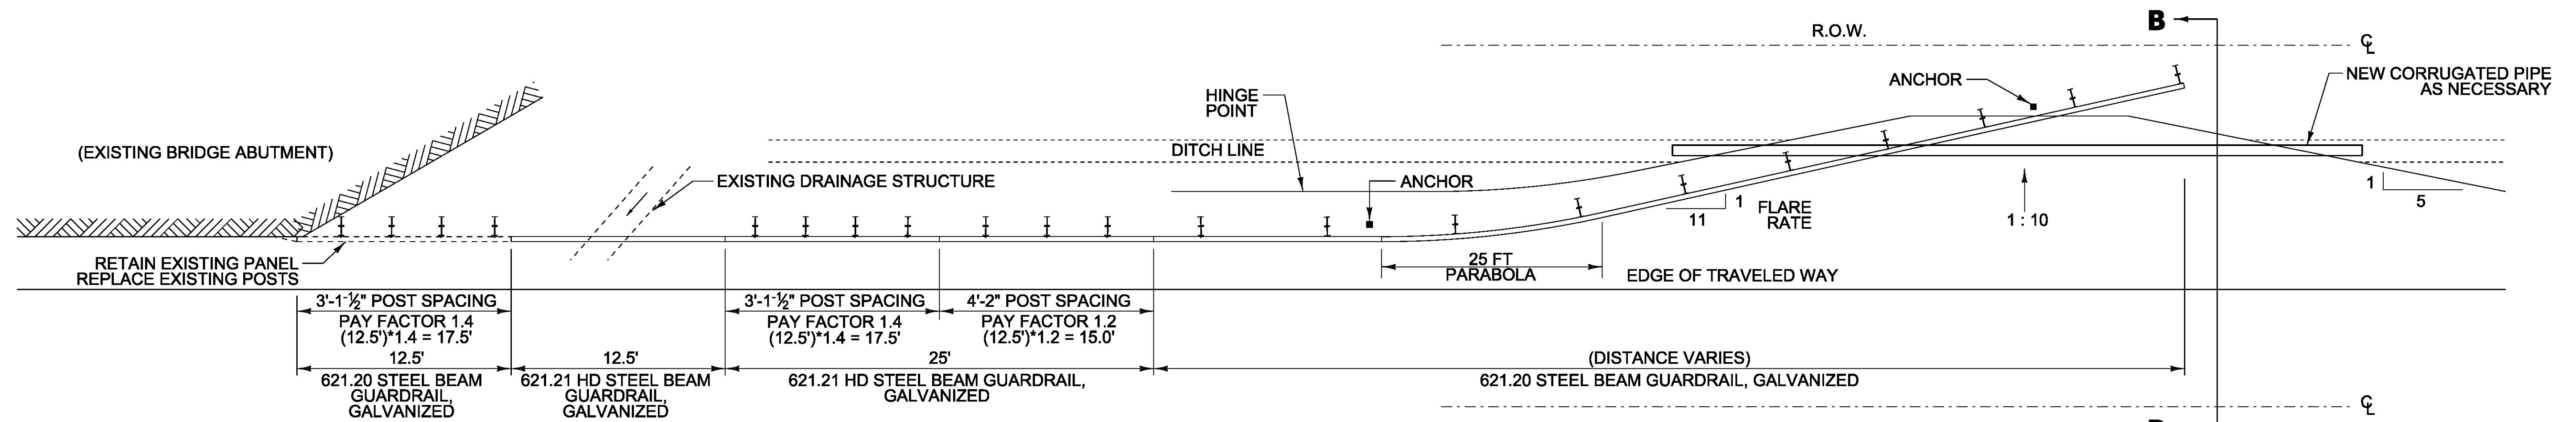 B
R.O.W.
℄
ANCHOR
NEW CORRUGATED PIPE
AS NECESSARY
HINGE
POINT
(EXISTING BRIDGE ABUTMENT)
DITCH LINE
EXISTING DRAINAGE STRUCTURE
ANCHOR
1
5
1
11
FLARE
RATE
1 : 10
RETAIN EXISTING PANEL
REPLACE EXISTING POSTS
25 FT
PARABOLA
EDGE OF TRAVELED WAY
3'-1-½" POST SPACING
PAY FACTOR 1.4
(12.5')*1.4 = 17.5'
3'-1-½" POST SPACING
PAY FACTOR 1.4
(12.5')*1.4 = 17.5'
4'-2" POST SPACING
PAY FACTOR 1.2
(12.5')*1.2 = 15.0'
12.5'
621.20 STEEL BEAM
GUARDRAIL,
GALVANIZED
12.5'
621.21 HD STEEL BEAM
GUARDRAIL,
GALVANIZED
25'
621.21 HD STEEL BEAM GUARDRAIL,
GALVANIZED
(DISTANCE VARIES)
621.20 STEEL BEAM GUARDRAIL, GALVANIZED
℄